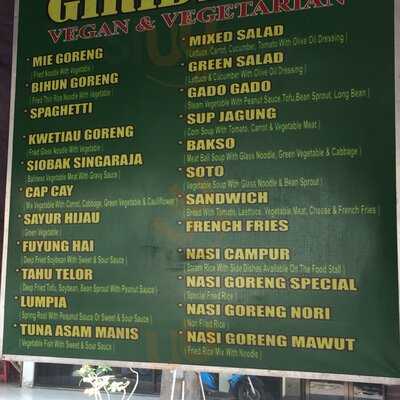 VEGAN & VEGETARIAN
MIE GORENG
[ Fried Noodle With Vegetable ]
BIHUN GORENG
[ Fried Thin Rice Noodle With Vegetable ]
SPAGHETTI
KWETIAU GORENG
[ Fried Glass Noodle With Vegetable ]
SIOBAK SINGARAJA
[ Balinese Vegetable Meat With Gravy Sauce ]
CAP CAY
[ Mix Vegetable With Carrot, Cabbage, Green Vegetable & Cauliflower ]
SAYUR HIJAU
[ Green Vegetable ]
FUYUNG HAI
[ Deep Fried Soybean With Sweet & Sour Sauce ]
TAHU TELOR
[ Deep Fried Tofu, Soybean, Bean Sprout With Peanut Sauce ]
LUMPIA
[ Spring Roll With Peanut Sauce Or Sweet & Sour Sauce ]
TUNA ASAM MANIS
[ Vegetable Fish With Sweet & Sour Sauce ]
MIXED SALAD
[ Lettuce, Carrot, Cucumber, Tomato With Olive Oil Dressing ]
GREEN SALAD
[ Lettuce & Cucumber With Olive Oil Dressing ]
GADO GADO
[ Steam Vegetable With Peanut Sauce, Tofu, Bean Sprout, Long Bean ]
SUP JAGUNG
[ Corn Soup With Tomato, Carrot & Vegetable Meat ]
BAKSO
[ Meat Ball Soup With Glass Noodle, Green Vegetable & Cabbage ]
SOTO
[ Vegetable Soup With Glass Noodle & Bean Sprout ]
SANDWICH
[ Bread With Tomato, Lasttuce, Vegetable Meat, Cheese & French Fries ]
FRENCH FRIES
NASI CAMPUR
[ Steam Rice With Side Dishes Available On The Food Stall ]
NASI GORENG SPECIAL
[ Special Fried Rice ]
NASI GORENG NORI
[ Nori Fried Rice ]
NASI GORENG MAWUT
[ Fried Rice Mix With Noodle ]